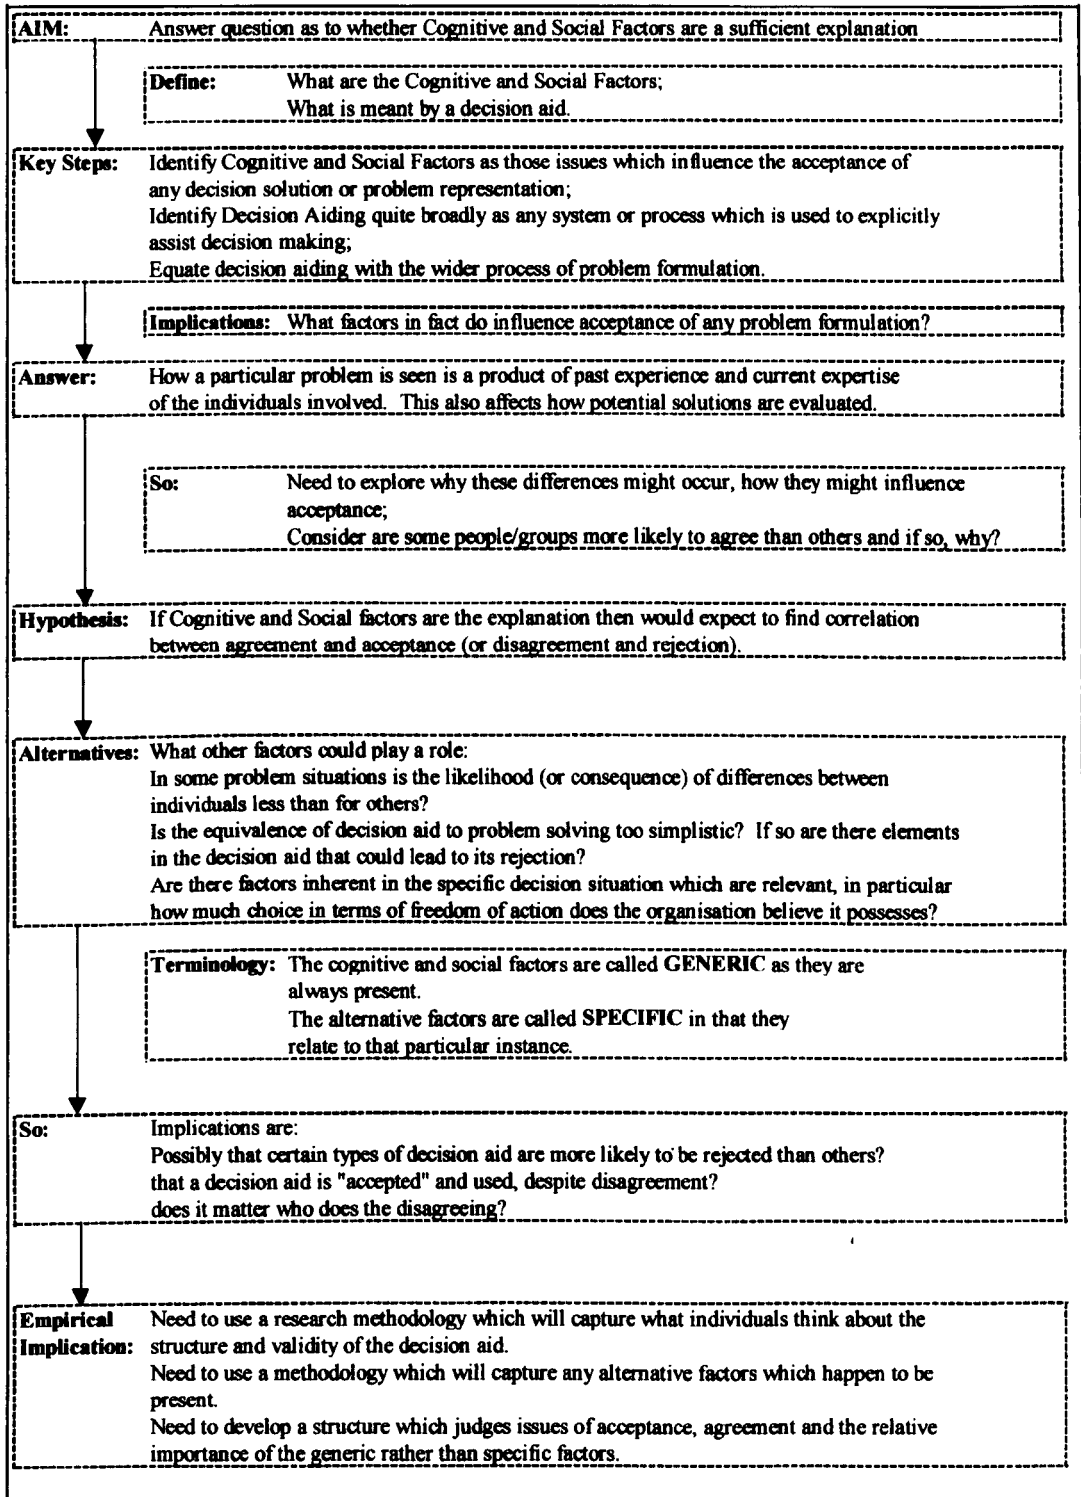 AIM: Answer question as to whether Cognitive and Social Factors are a sufficient explanation
Define: What are the Cognitive and Social Factors;
What is meant by a decision aid.
Key Steps: Identify Cognitive and Social Factors as those issues which influence the acceptance of
any decision solution or problem representation;
Identify Decision Aiding quite broadly as any system or process which is used to explicitly
assist decision making;
Equate decision aiding with the wider process of problem formulation.
Implications: What factors in fact do influence acceptance of any problem formulation?
Answer: How a particular problem is seen is a product of past experience and current expertise
of the individuals involved. This also affects how potential solutions are evaluated.
So: Need to explore why these differences might occur, how they might influence
acceptance;
Consider are some people/groups more likely to agree than others and if so, why?
Hypothesis: If Cognitive and Social factors are the explanation then would expect to find correlation
between agreement and acceptance (or disagreement and rejection).
Alternatives: What other factors could play a role:
In some problem situations is the likelihood (or consequence) of differences between
individuals less than for others?
Is the equivalence of decision aid to problem solving too simplistic? If so are there elements
in the decision aid that could lead to its rejection?
Are there factors inherent in the specific decision situation which are relevant, in particular
how much choice in terms of freedom of action does the organisation believe it possesses?
Terminology: The cognitive and social factors are called GENERIC as they are
always present.
The alternative factors are called SPECIFIC in that they
relate to that particular instance.
So: Implications are:
Possibly that certain types of decision aid are more likely to be rejected than others?
that a decision aid is "accepted" and used, despite disagreement?
does it matter who does the disagreeing?
Empirical Need to use a research methodology which will capture what individuals think about the
Implication: structure and validity of the decision aid.
Need to use a methodology which will capture any alternative factors which happen to be
present.
Need to develop a structure which judges issues of acceptance, agreement and the relative
importance of the generic rather than specific factors.